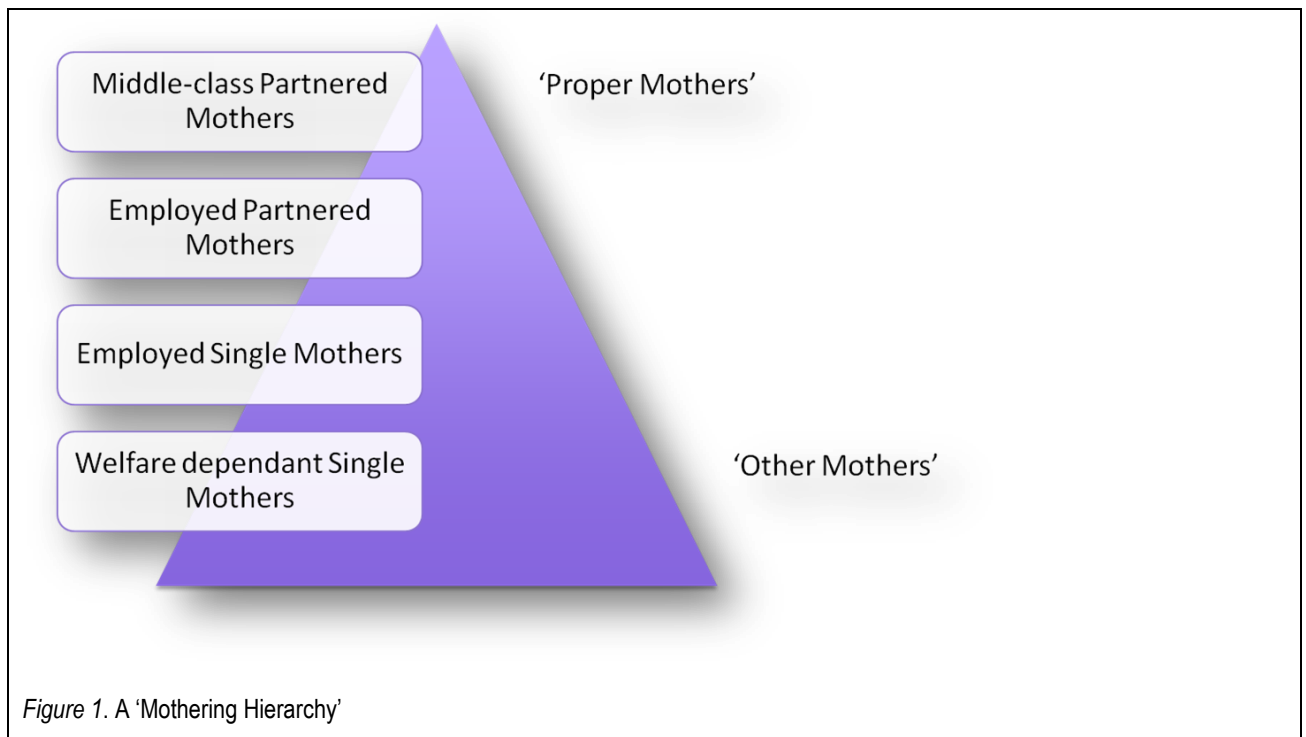 Middle-class Partnered
Mothers
'Proper Mothers'
Employed Partnered
Mothers
Employed Single Mothers
Welfare dependant Single
Mothers
'Other Mothers'
Figure 1. A 'Mothering Hierarchy'